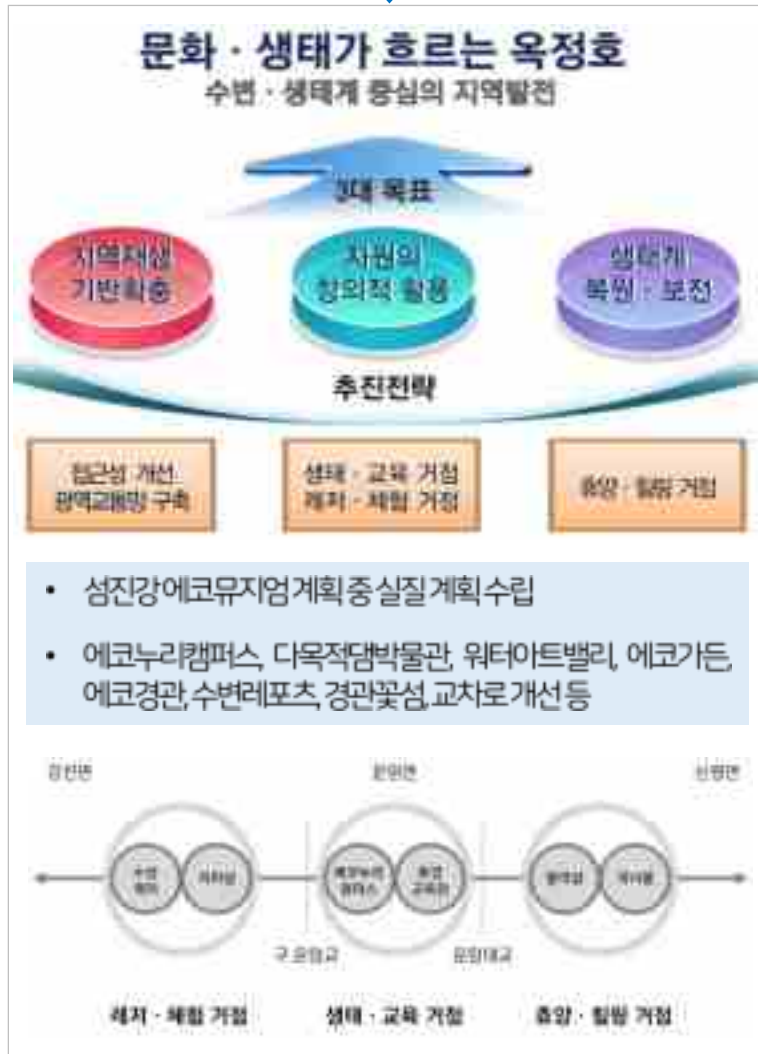 문화 · 생태가 흐르는 옥정호
수변 · 생태계 중심의 지역발전
3대 목표
지역재생
기반확충
자원의
창의적 활용
생태계
복원 · 보전
추진전략
접근성 개선
광역교통망 구축
생태 · 교육 거점
레저 · 체험 거점
휴양 · 힐링 거점
• 섬진강 에코뮤지엄 계획 중 실질 계획 수립
• 에코누리캠퍼스, 다목적댐박물관, 워터아트밸리, 에코가든,
에코경관, 수변레포츠, 경관꽃섬, 교차로 개선 등
운암면
신평면
수변
레저
에코누리
캠퍼스
구 운암교
운암대교
레저 · 체험 거점
생태 · 교육 거점
휴양 · 힐링 거점